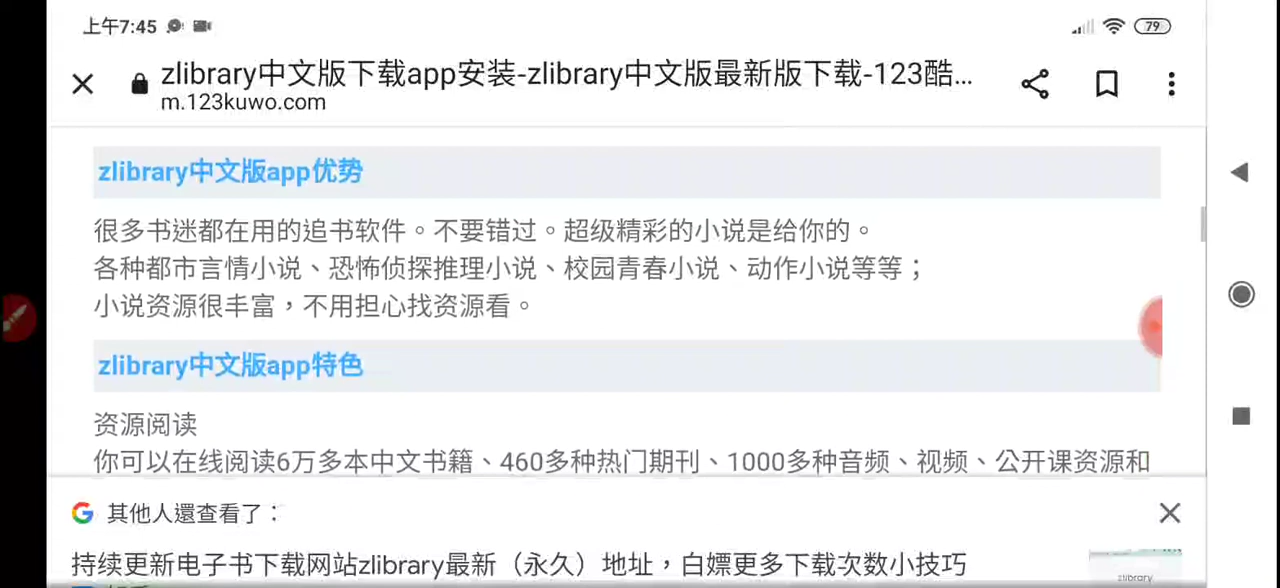 上午7:45
79
zlibrary中文版下载app安装-zlibrary中文版最新版下载-123酷...
m.123kuwo.com
zlibrary中文版app优势
很多书迷都在用的追书软件。不要错过。超级精彩的小说是给你的。
各种都市言情小说、恐怖侦探推理小说、校园青春小说、动作小说等等；
小说资源很丰富，不用担心找资源看。
zlibrary中文版app特色
资源阅读
你可以在线阅读6万多本中文书籍、460多种热门期刊、1000多种音频、视频、公开课资源和
其他人還查看了：
持续更新电子书下载网站zlibrary最新（永久）地址，白嫖更多下载次数小技巧
zlibrary